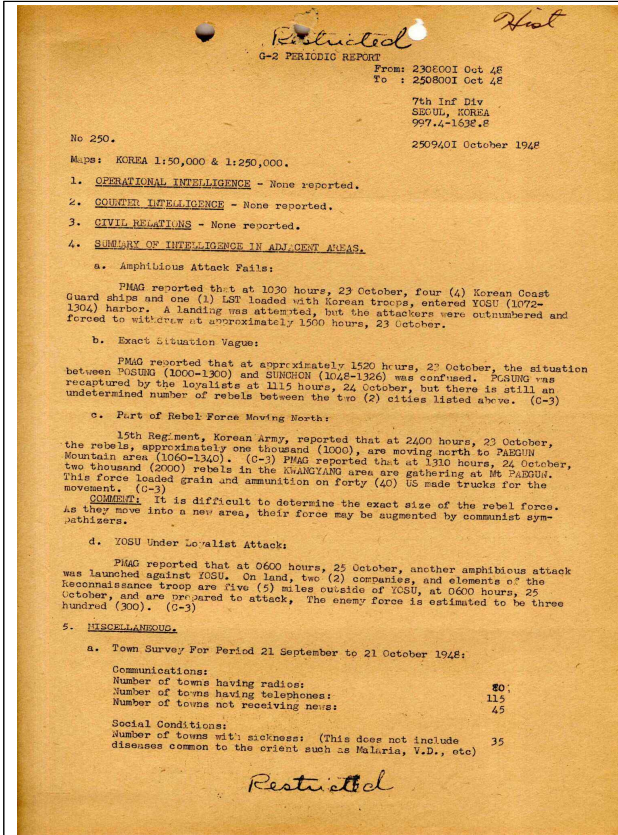 Hist
Restricted
G-2 PERIODIC REPORT
From: 230800I Oct 48
To : 250800I Oct 48
7th Inf Div
SEOUL, KOREA
997.4-1638.8
No 250.
250940I October 1948
Maps: KOREA 1:50,000 & 1:250,000.
1. OPERATIONAL INTELLIGENCE - None reported.
2. COUNTER INTELLIGENCE - None reported.
3. CIVIL RELATIONS - None reported.
4. SUMMARY OF INTELLIGENCE IN ADJACENT AREAS.
a. Amphibious Attack Fails:
PMAG reported that at 1030 hours, 23 October, four (4) Korean Coast
Guard ships and one (1) LST loaded with Korean troops, entered YOSU (1072-
1304) harbor. A landing was attempted, but the attackers were outnumbered and
forced to withdraw at approximately 1500 hours, 23 October.
b. Exact Situation Vague:
PMAG reported that at approximately 1520 hours, 23 October, the situation
between POSUNG (1000-1300) and SUNCHON (1048-1326) was confused. POSUNG was
recaptured by the loyalists at 1115 hours, 24 October, but there is still an
undetermined number of rebels between the two (2) cities listed above. (C-3)
c. Part of Rebel Force Moving North:
15th Regiment, Korean Army, reported that at 2400 hours, 23 October,
the rebels, approximately one thousand (1000), are moving north to PAEGUN
Mountain area (1060-1340). (C-3) PMAG reported that at 1310 hours, 24 October,
two thousand (2000) rebels in the KWANGYANG area are gathering at Mt PAEGUN.
This force loaded grain and ammunition on forty (40) US made trucks for the
movement. (C-3)
COMMENT: It is difficult to determine the exact size of the rebel force.
As they move into a new area, their force may be augmented by communist sym-
pathizers.
d. YOSU Under Loyalist Attack:
PMAG reported that at 0600 hours, 25 October, another amphibious attack
was launched against YOSU. On land, two (2) companies, and elements of the
Reconnaissance troop are five (5) miles outside of YOSU, at 0600 hours, 25
October, and are prepared to attack, The enemy force is estimated to be three
hundred (300). (C-3)
5. MISCELLANEOUS.
a. Town Survey For Period 21 September to 21 October 1948:
Communications:
Number of towns having radios: 80
Number of towns having telephones: 115
Number of towns not receiving news: 45
Social Conditions:
Number of towns with sickness: (This does not include 35
diseases common to the orient such as Malaria, V.D., etc)
Restricted